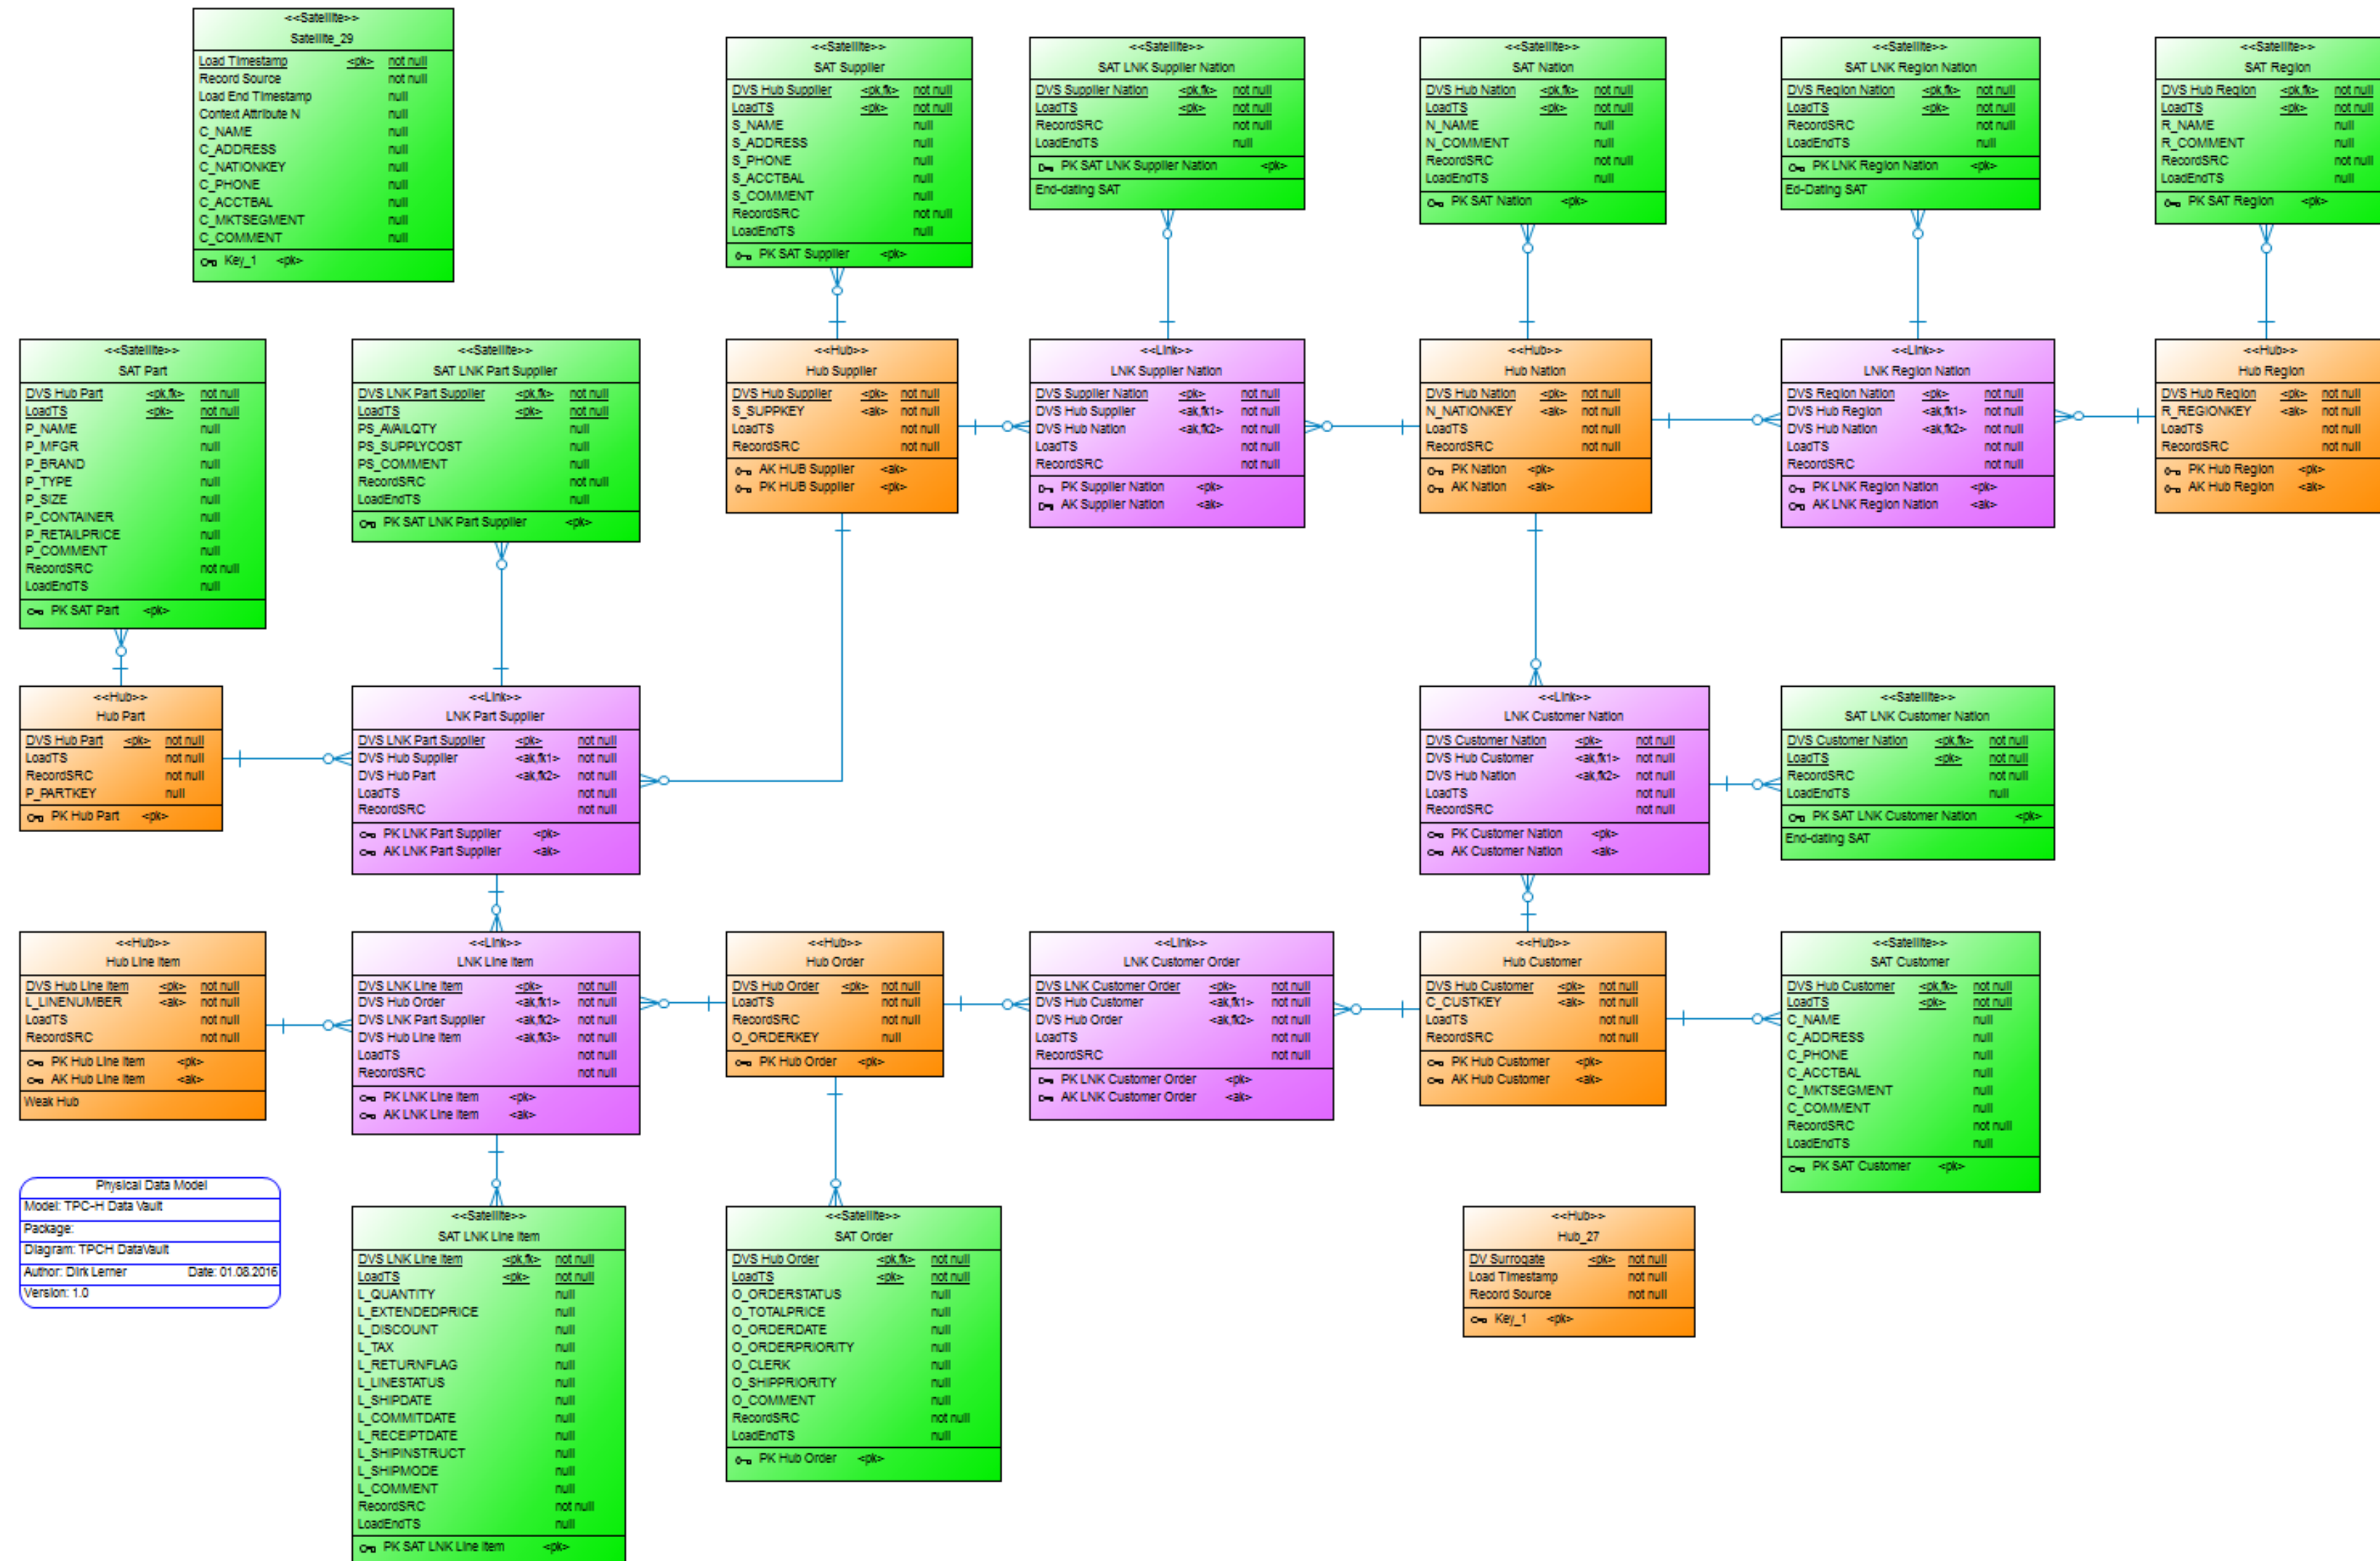 <<Satellite>>
Satellite_29
Load Timestamp <pk> not null
Record Source not null
Load End Timestamp null
Context Attribute N null
C_NAME null
C_ADDRESS null
C_NATIONKEY null
C_PHONE null
C_ACCTBAL null
C_MKTSEGMENT null
C_COMMENT null
Key_1 <pk>
<<Satellite>>
SAT Supplier
DVS Hub Supplier <pk,fk> not null
LoadTS <pk> not null
S_NAME null
S_ADDRESS null
S_PHONE null
S_ACCTBAL null
S_COMMENT null
RecordSRC not null
LoadEndTS null
PK SAT Supplier <pk>
<<Satellite>>
SAT LNK Supplier Nation
DVS Supplier Nation <pk,fk> not null
LoadTS <pk> not null
RecordSRC not null
LoadEndTS null
PK SAT LNK Supplier Nation <pk>
End-dating SAT
<<Satellite>>
SAT Nation
DVS Hub Nation <pk,fk> not null
LoadTS <pk> not null
N_NAME null
N_COMMENT null
RecordSRC not null
LoadEndTS null
PK SAT Nation <pk>
<<Satellite>>
SAT LNK Region Nation
DVS Region Nation <pk,fk> not null
LoadTS <pk> not null
RecordSRC not null
LoadEndTS null
PK LNK Region Nation <pk>
Ed-Dating SAT
<<Satellite>>
SAT Region
DVS Hub Region <pk,fk> not null
LoadTS <pk> not null
R_NAME null
R_COMMENT null
RecordSRC not null
LoadEndTS null
PK SAT Region <pk>
<<Satellite>>
SAT Part
DVS Hub Part <pk,fk> not null
LoadTS <pk> not null
P_NAME null
P_MFGR null
P_BRAND null
P_TYPE null
P_SIZE null
P_CONTAINER null
P_RETAILPRICE null
P_COMMENT null
RecordSRC not null
LoadEndTS null
PK SAT Part <pk>
<<Satellite>>
SAT LNK Part Supplier
DVS LNK Part Supplier <pk,fk> not null
LoadTS <pk> not null
PS_AVAILQTY null
PS_SUPPLYCOST null
PS_COMMENT null
RecordSRC not null
LoadEndTS null
PK SAT LNK Part Supplier <pk>
<<Hub>>
Hub Supplier
DVS Hub Supplier <pk> not null
S_SUPPKEY <ak> not null
LoadTS not null
RecordSRC not null
AK HUB Supplier <ak>
PK HUB Supplier <pk>
<<Link>>
LNK Supplier Nation
DVS Supplier Nation <pk> not null
DVS Hub Supplier <ak,fk1> not null
DVS Hub Nation <ak,fk2> not null
LoadTS not null
RecordSRC not null
PK Supplier Nation <pk>
AK Supplier Nation <ak>
<<Hub>>
Hub Nation
DVS Hub Nation <pk> not null
N_NATIONKEY <ak> not null
LoadTS not null
RecordSRC not null
PK Nation <pk>
AK Nation <ak>
<<Link>>
LNK Region Nation
DVS Region Nation <pk> not null
DVS Hub Region <ak,fk1> not null
DVS Hub Nation <ak,fk2> not null
LoadTS not null
RecordSRC not null
PK LNK Region Nation <pk>
AK LNK Region Nation <ak>
<<Hub>>
Hub Region
DVS Hub Region <pk> not null
R_REGIONKEY <ak> not null
LoadTS not null
RecordSRC not null
PK Hub Region <pk>
AK Hub Region <ak>
<<Hub>>
Hub Part
DVS Hub Part <pk> not null
LoadTS not null
RecordSRC not null
P_PARTKEY null
PK Hub Part <pk>
<<Link>>
LNK Part Supplier
DVS LNK Part Supplier <pk> not null
DVS Hub Supplier <ak,fk1> not null
DVS Hub Part <ak,fk2> not null
LoadTS not null
RecordSRC not null
PK LNK Part Supplier <pk>
AK LNK Part Supplier <ak>
<<Link>>
LNK Customer Nation
DVS Customer Nation <pk> not null
DVS Hub Customer <ak,fk1> not null
DVS Hub Nation <ak,fk2> not null
LoadTS not null
RecordSRC not null
PK Customer Nation <pk>
AK Customer Nation <ak>
<<Satellite>>
SAT LNK Customer Nation
DVS Customer Nation <pk,fk> not null
LoadTS <pk> not null
RecordSRC not null
LoadEndTS null
PK SAT LNK Customer Nation <pk>
End-dating SAT
<<Hub>>
Hub Line Item
DVS Hub Line Item <pk> not null
L_LINENUMBER <ak> not null
LoadTS not null
RecordSRC not null
PK Hub Line Item <pk>
AK Hub Line Item <ak>
Weak Hub
<<Link>>
LNK Line Item
DVS LNK Line Item <pk> not null
DVS Hub Order <ak,fk1> not null
DVS LNK Part Supplier <ak,fk2> not null
DVS Hub Line Item <ak,fk3> not null
LoadTS not null
RecordSRC not null
PK LNK Line Item <pk>
AK LNK Line Item <ak>
<<Hub>>
Hub Order
DVS Hub Order <pk> not null
LoadTS not null
RecordSRC not null
O_ORDERKEY null
PK Hub Order <pk>
<<Link>>
LNK Customer Order
DVS LNK Customer Order <pk> not null
DVS Hub Customer <ak,fk1> not null
DVS Hub Order <ak,fk2> not null
LoadTS not null
RecordSRC not null
PK LNK Customer Order <pk>
AK LNK Customer Order <ak>
<<Hub>>
Hub Customer
DVS Hub Customer <pk> not null
C_CUSTKEY <ak> not null
LoadTS not null
RecordSRC not null
PK Hub Customer <pk>
AK Hub Customer <ak>
<<Satellite>>
SAT Customer
DVS Hub Customer <pk,fk> not null
LoadTS <pk> not null
C_NAME null
C_ADDRESS null
C_PHONE null
C_ACCTBAL null
C_MKTSEGMENT null
C_COMMENT null
RecordSRC not null
LoadEndTS null
PK SAT Customer <pk>
Physical Data Model
Model: TPC-H Data Vault
Package:
Diagram: TPCH DataVault
Author: Dirk Lerner Date: 01.08.2016
Version: 1.0
<<Satellite>>
SAT LNK Line Item
DVS LNK Line Item <pk,fk> not null
LoadTS <pk> not null
L_QUANTITY null
L_EXTENDEDPRICE null
L_DISCOUNT null
L_TAX null
L_RETURNFLAG null
L_LINESTATUS null
L_SHIPDATE null
L_COMMITDATE null
L_RECEIPTDATE null
L_SHIPINSTRUCT null
L_SHIPMODE null
L_COMMENT null
RecordSRC not null
LoadEndTS null
PK SAT LNK Line Item <pk>
<<Satellite>>
SAT Order
DVS Hub Order <pk,fk> not null
LoadTS <pk> not null
O_ORDERSTATUS null
O_TOTALPRICE null
O_ORDERDATE null
O_ORDERPRIORITY null
O_CLERK null
O_SHIPPRIORITY null
O_COMMENT null
RecordSRC not null
LoadEndTS null
PK Hub Order <pk>
<<Hub>>
Hub_27
DV Surrogate <pk> not null
Load Timestamp not null
Record Source not null
Key_1 <pk>